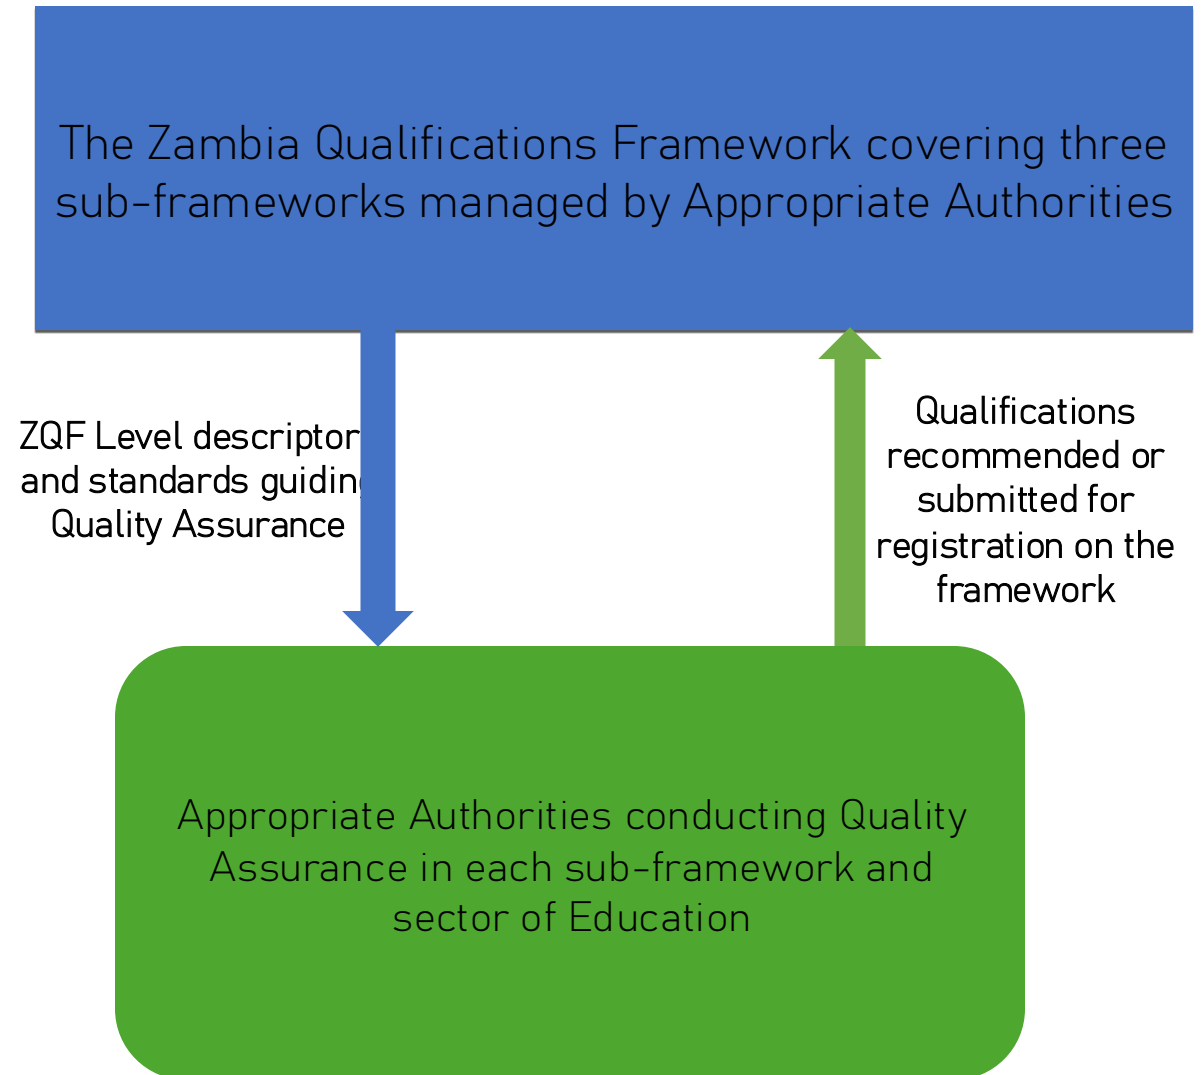 The Zambia Qualifications Framework covering three
sub-frameworks managed by Appropriate Authorities
ZQF Level descriptor
and standards guiding
Quality Assurance
Qualifications
recommended or
submitted for
registration on the
framework
Appropriate Authorities conducting Quality
Assurance in each sub-framework and
sector of Education